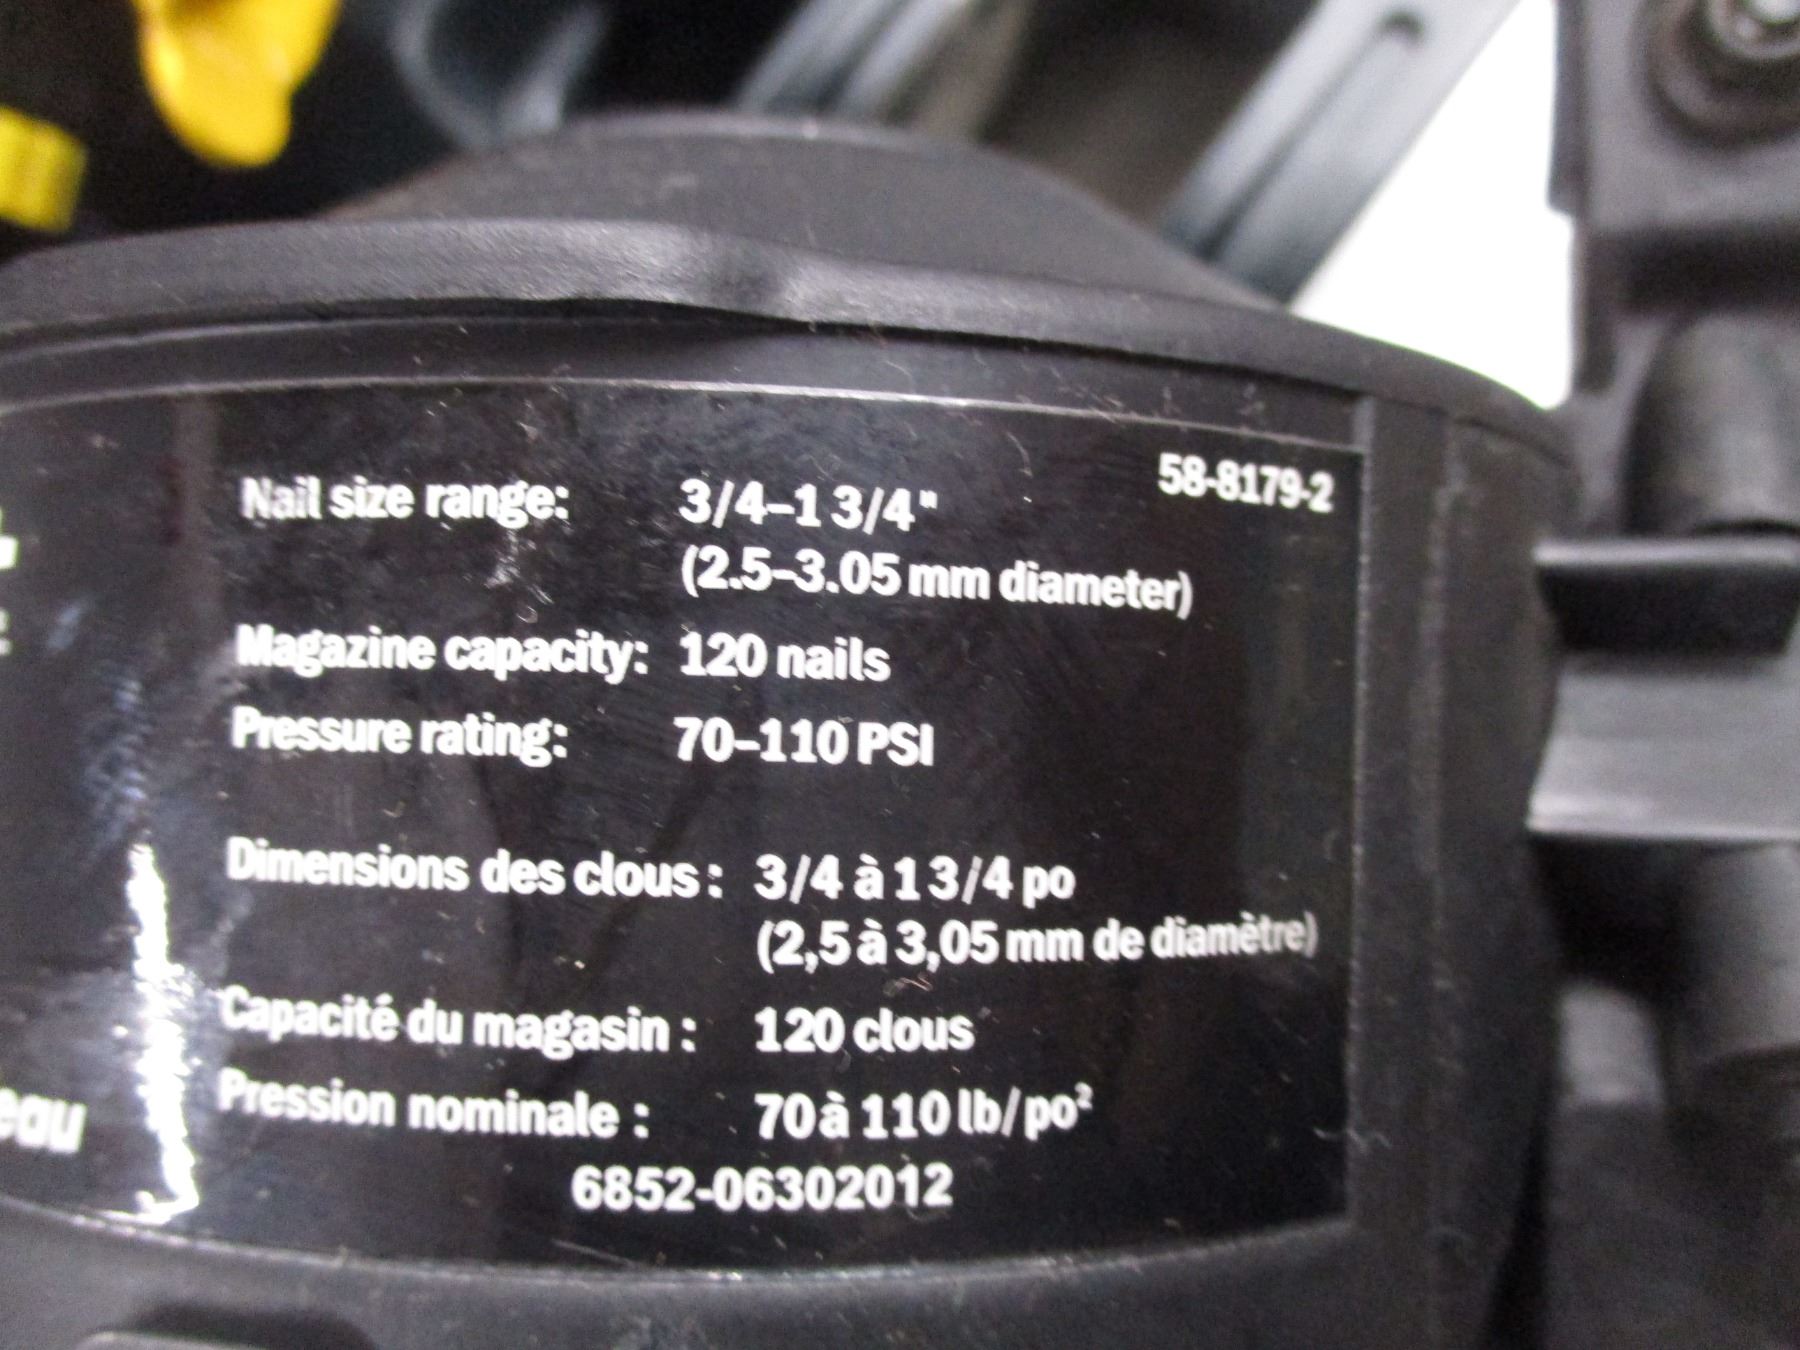 58-8179-2
Nail size range: 3/4–1 3/4"
(2.5–3.05 mm diameter)
Magazine capacity: 120 nails
Pressure rating: 70–110 PSI
Dimensions des clous : 3/4 à 1 3/4 po
(2,5 à 3,05 mm de diamètre)
Capacité du magasin : 120 clous
Pression nominale : 70 à 110 lb/po²
6852-06302012
eau